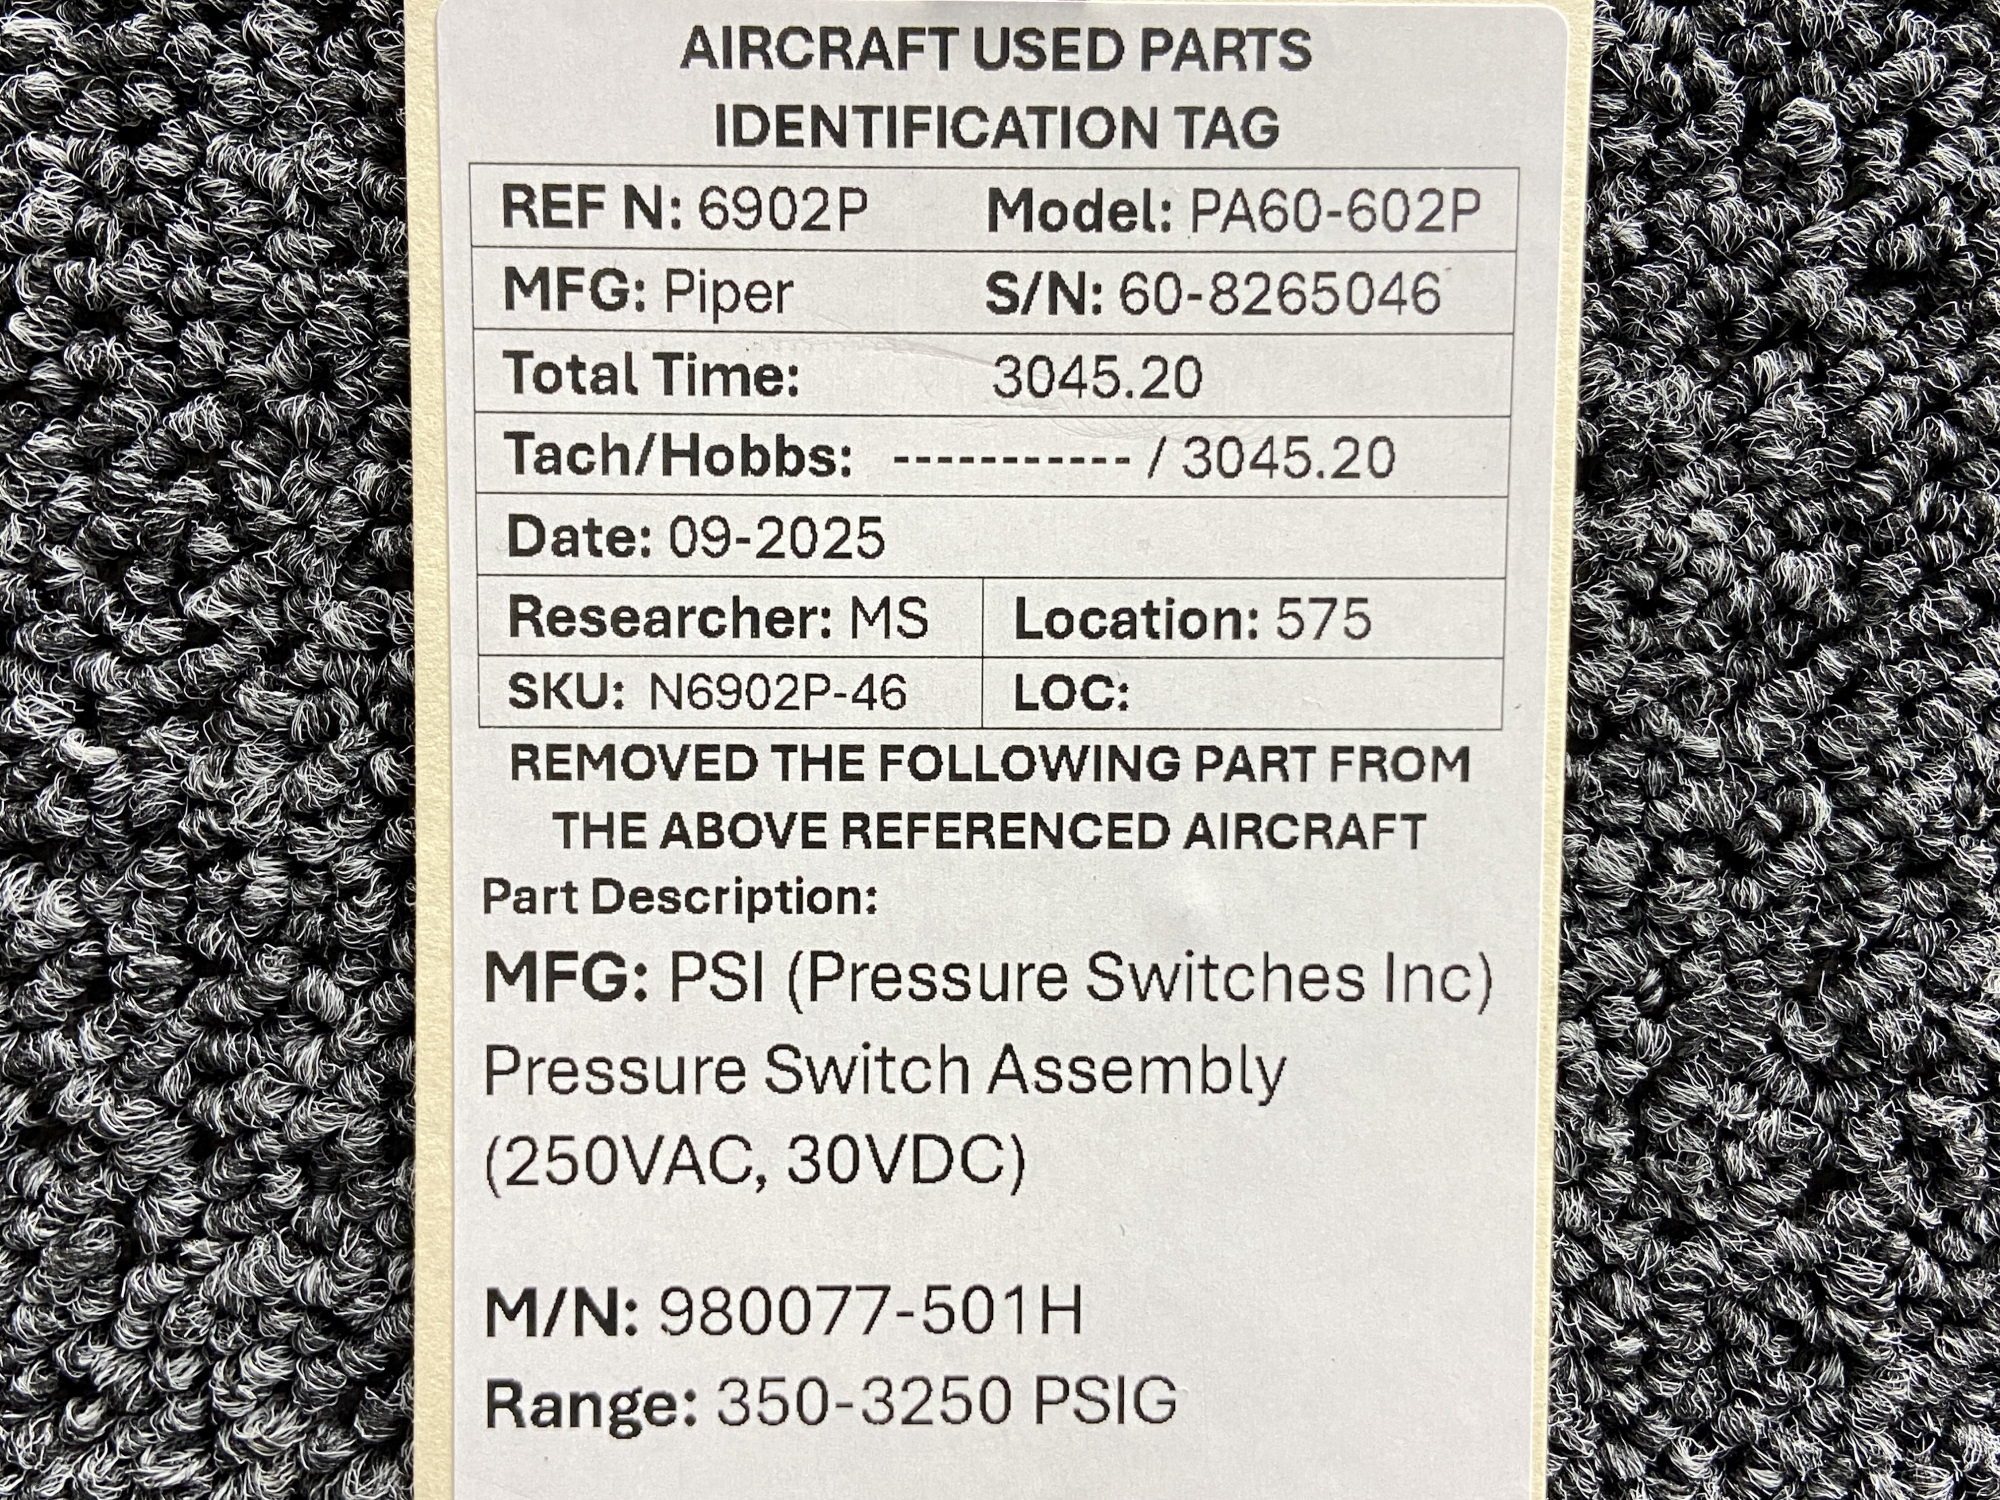 AIRCRAFT USED PARTS
IDENTIFICATION TAG
REF N: 6902P Model: PA60-602P
MFG: Piper S/N: 60-8265046
Total Time: 3045.20
Tach/Hobbs: ----------- / 3045.20
Date: 09-2025
Researcher: MS Location: 575
SKU: N6902P-46 LOC:
REMOVED THE FOLLOWING PART FROM
THE ABOVE REFERENCED AIRCRAFT
Part Description:
MFG: PSI (Pressure Switches Inc)
Pressure Switch Assembly
(250VAC, 30VDC)
M/N: 980077-501H
Range: 350-3250 PSIG